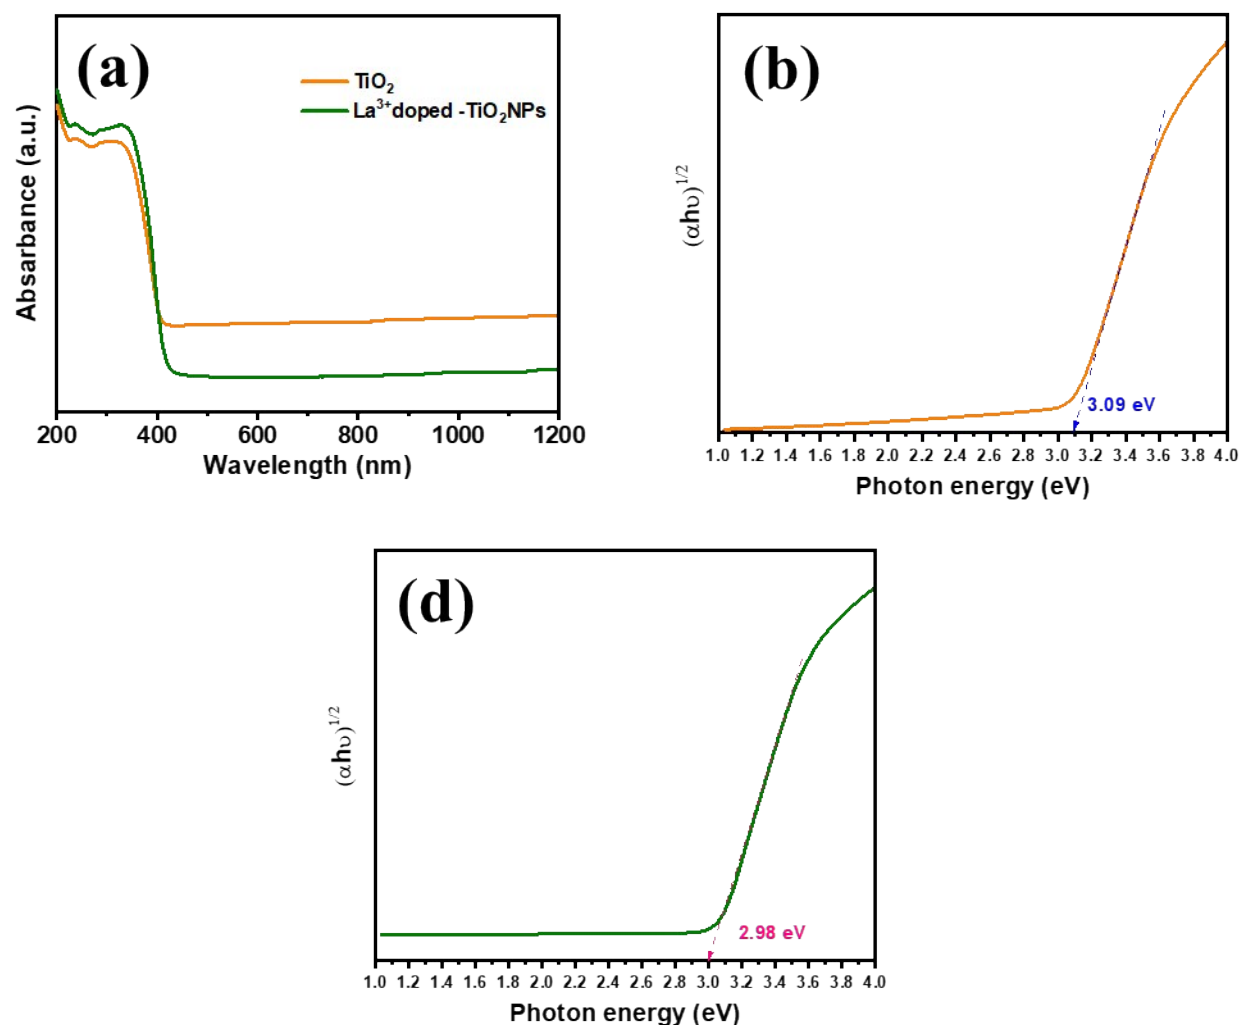 (a)
TiO₂
La³⁺doped -TiO₂NPs
Absarbance (a.u.)
200 400 600 800 1000 1200
Wavelength (nm)
(b)
(αhυ)¹/²
3.09 eV
1.0 1.2 1.4 1.6 1.8 2.0 2.2 2.4 2.6 2.8 3.0 3.2 3.4 3.6 3.8 4.0
Photon energy (eV)
(d)
(αhυ)¹/²
2.98 eV
1.0 1.2 1.4 1.6 1.8 2.0 2.2 2.4 2.6 2.8 3.0 3.2 3.4 3.6 3.8 4.0
Photon energy (eV)